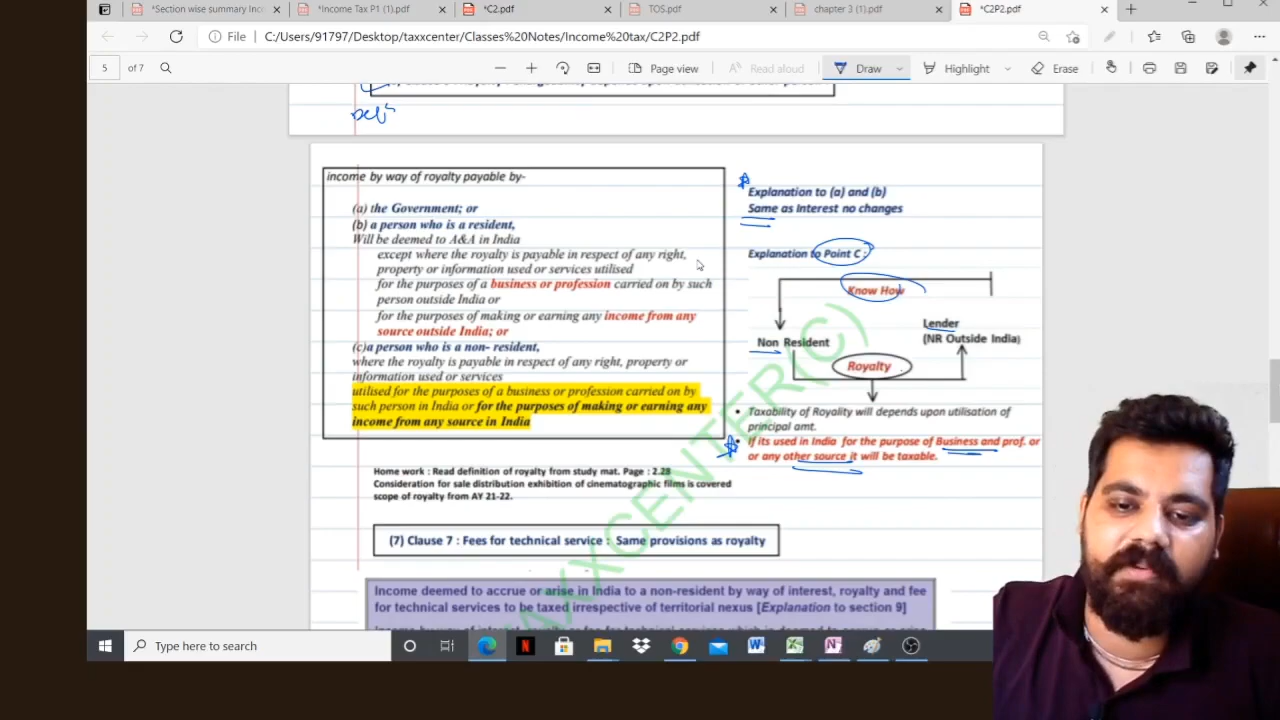 *Section wise summary Inc
*Income Tax P1 (1).pdf
*C2.pdf
TOS.pdf
chapter 3 (1).pdf
*C2P2.pdf
File
C:/Users/91797/Desktop/taxxcenter/Classes%20Notes/Income%20tax/C2P2.pdf
5
of 7
Page view
Read aloud
Draw
Highlight
Erase
income by way of royalty payable by-
(a) the Government; or
(b) a person who is a resident,
Will be deemed to A&A in India
except where the royalty is payable in respect of any right,
property or information used or services utilised
for the purposes of a business or profession carried on by such
person outside India or
for the purposes of making or earning any income from any
source outside India; or
(c)a person who is a non- resident,
where the royalty is payable in respect of any right, property or
information used or services
utilised for the purposes of a business or profession carried on by
such person in India or for the purposes of making or earning any
income from any source in India
Explanation to (a) and (b)
Same as Interest no changes
Explanation to Point C :
Know How
Lender
Non Resident
(NR Outside India)
Royalty
Taxability of Royality will depends upon utilisation of
principal amt.
If its used in India for the purpose of Business and prof. or
or any other source it will be taxable.
Home work : Read definition of royalty from study mat. Page : 2.28
Consideration for sale distribution exhibition of cinematographic films is covered
scope of royalty from AY 21-22.
(7) Clause 7 : Fees for technical service : Same provisions as royalty
TAXXCENTER(C)
Income deemed to accrue or arise in India to a non-resident by way of interest, royalty and fee
for technical services to be taxed irrespective of territorial nexus [Explanation to section 9]
Type here to search